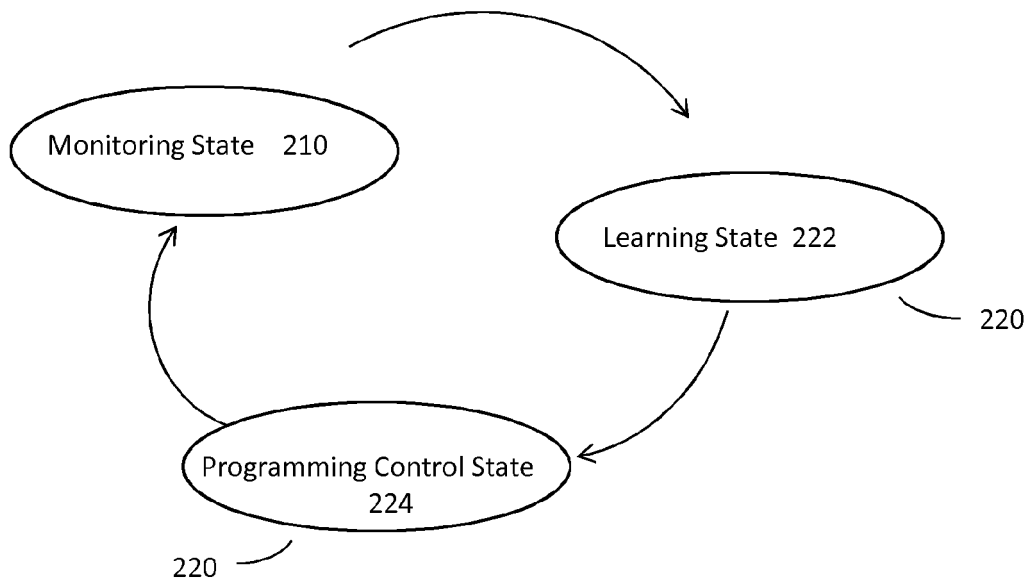 Monitoring State 210
Learning State 222
220
Programming Control State
224
220